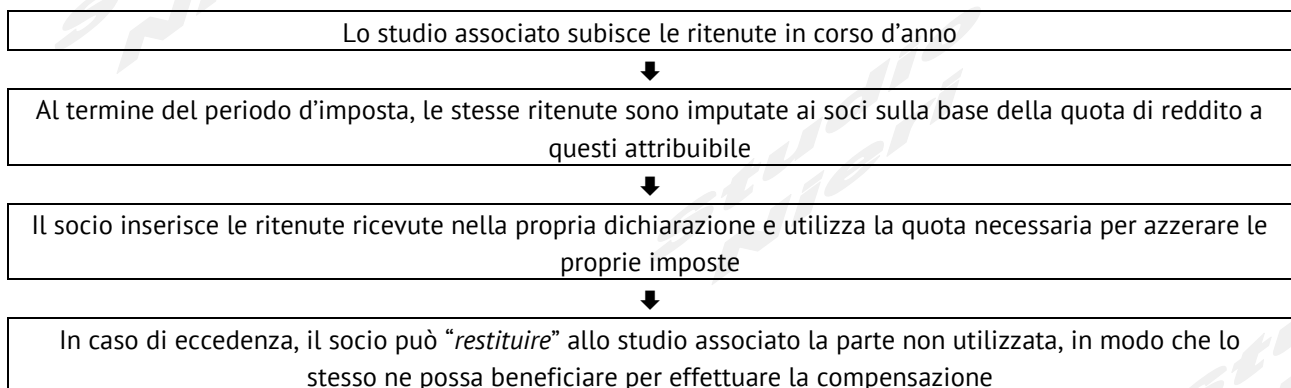 Lo studio associato subisce le ritenute in corso d’anno
Al termine del periodo d’imposta, le stesse ritenute sono imputate ai soci sulla base della quota di reddito a
questi attribuibile
Il socio inserisce le ritenute ricevute nella propria dichiarazione e utilizza la quota necessaria per azzerare le
proprie imposte
In caso di eccedenza, il socio può “restituire” allo studio associato la parte non utilizzata, in modo che lo
stesso ne possa beneficiare per effettuare la compensazione